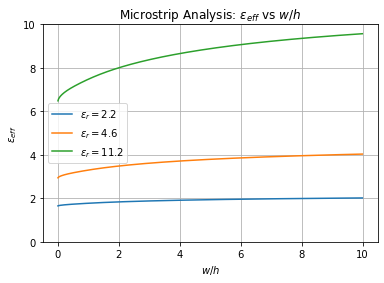 Microstrip Analysis: ε_eff vs w/h
10
8
6
4
2
0
ε_eff
ε_r = 2.2
ε_r = 4.6
ε_r = 11.2
0 2 4 6 8 10
w/h